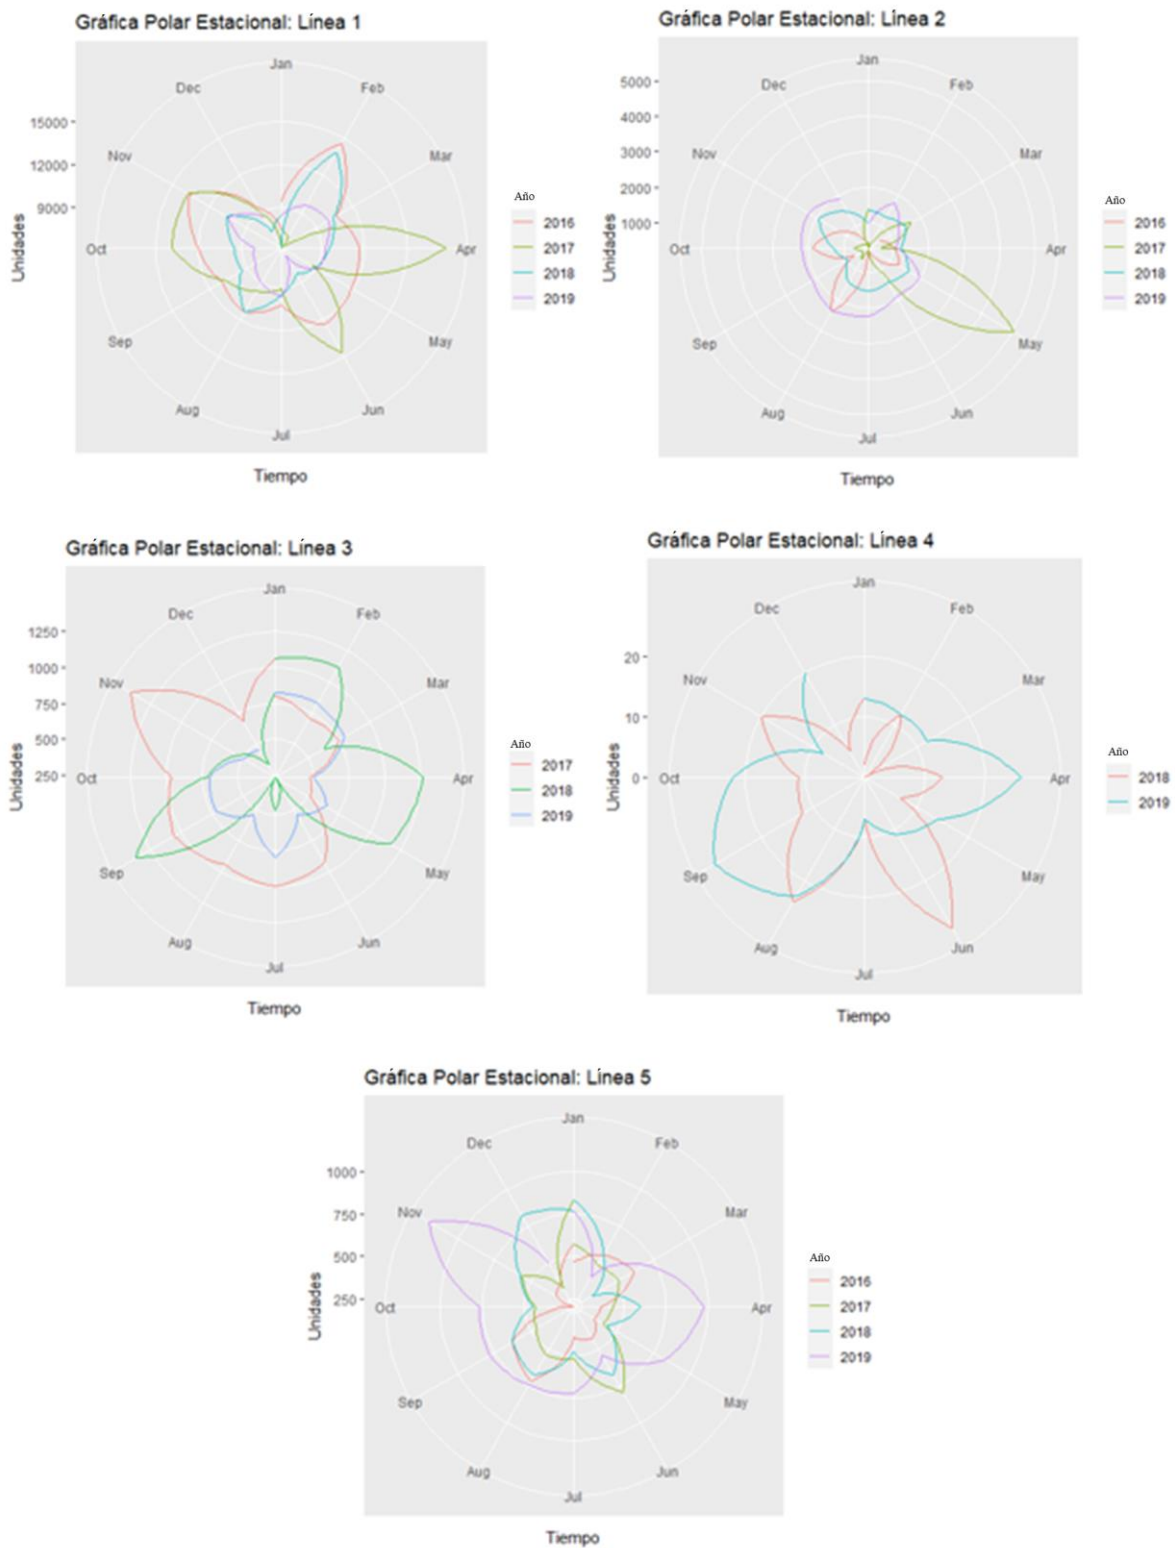 Gráfica Polar Estacional: Línea 1
Jan
Dec
Feb
15000
12000
9000
Nov
Mar
Oct
Apr
Sep
May
Aug
Jun
Jul
Unidades
Tiempo
Año
2016
2017
2018
2019
Gráfica Polar Estacional: Línea 2
Jan
Dec
Feb
5000
4000
3000
2000
1000
Nov
Mar
Oct
Apr
Sep
May
Aug
Jun
Jul
Unidades
Tiempo
Año
2016
2017
2018
2019
Gráfica Polar Estacional: Línea 3
Jan
Dec
Feb
1250
1000
750
500
250
Nov
Mar
Oct
Apr
Sep
May
Aug
Jun
Jul
Unidades
Tiempo
Año
2017
2018
2019
Gráfica Polar Estacional: Línea 4
Jan
Dec
Feb
20
10
0
Nov
Mar
Oct
Apr
Sep
May
Aug
Jun
Jul
Unidades
Tiempo
Año
2018
2019
Gráfica Polar Estacional: Línea 5
Jan
Dec
Feb
1000
750
500
250
Nov
Mar
Oct
Apr
Sep
May
Aug
Jun
Jul
Unidades
Tiempo
Año
2016
2017
2018
2019